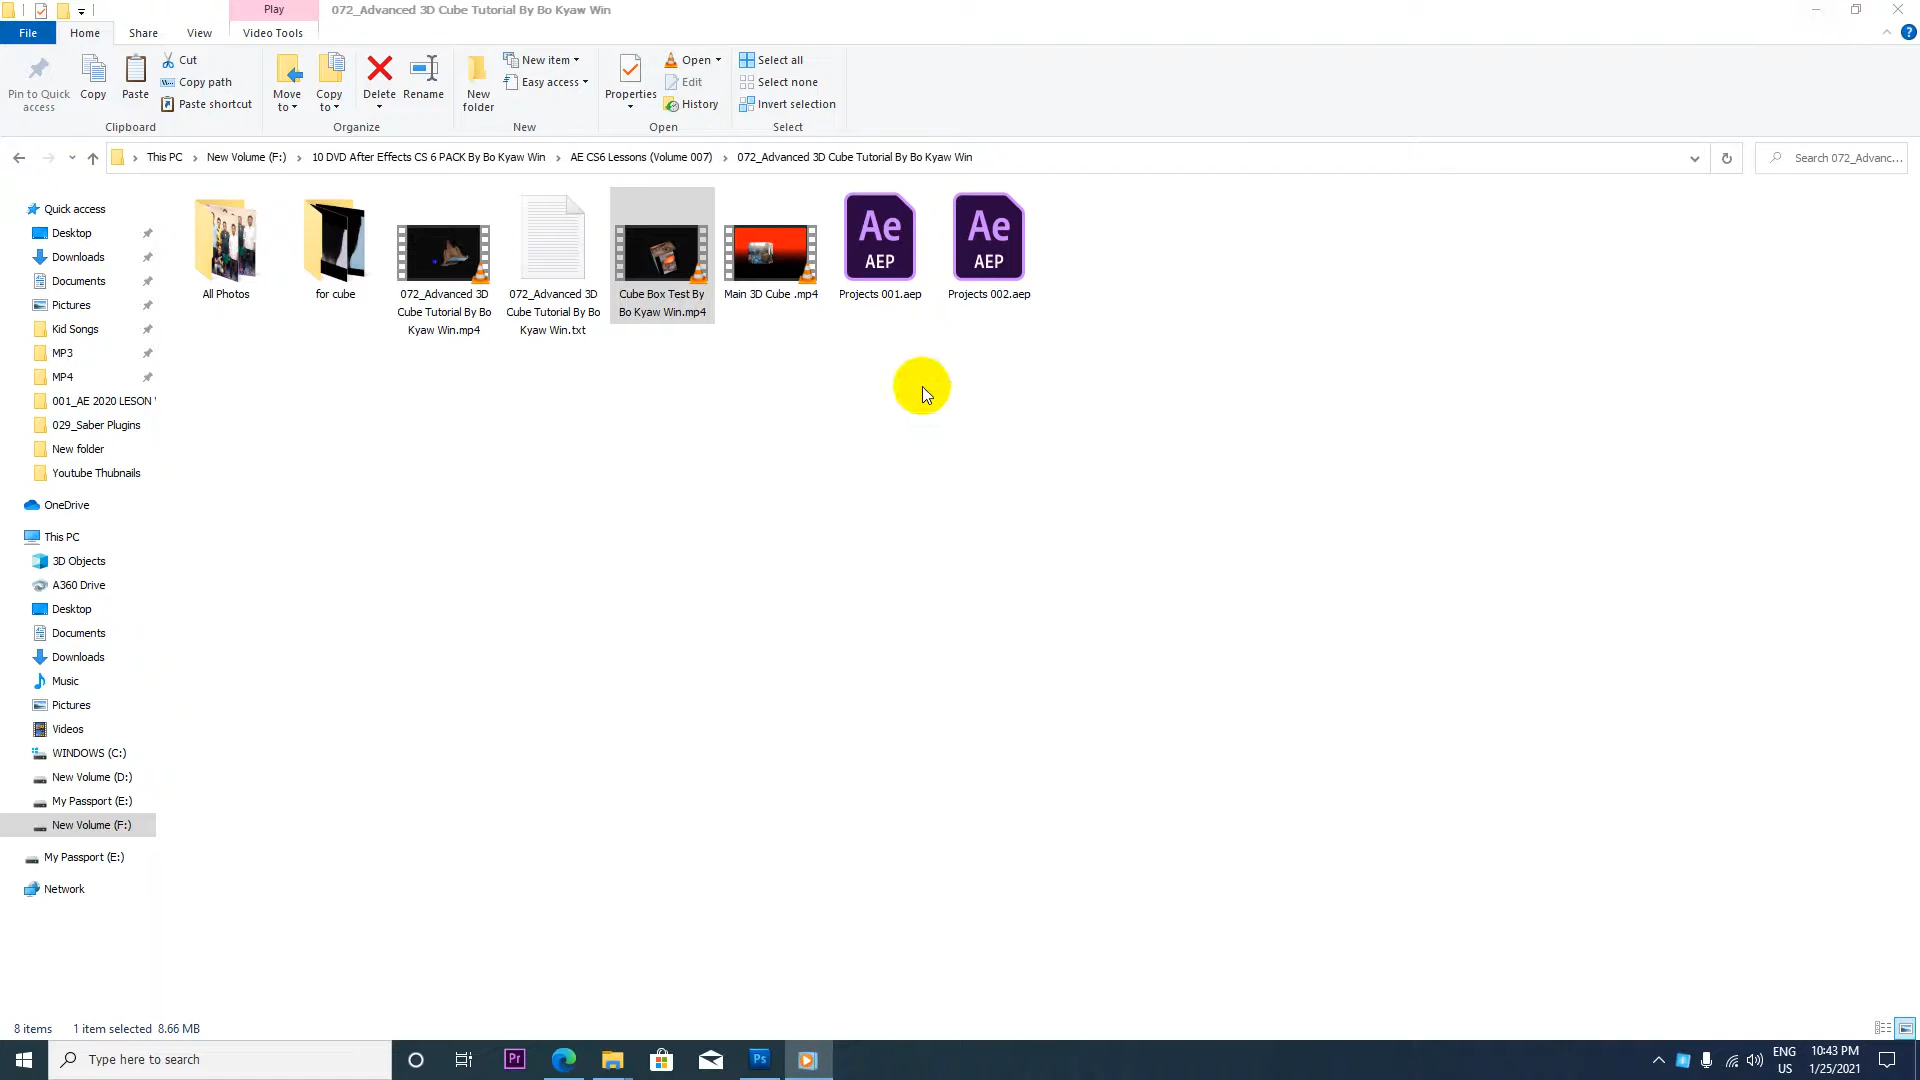 Play
072_Advanced 3D Cube Tutorial By Bo Kyaw Win
File
Home
Share
View
Video Tools
Pin to Quick
access
Copy
Paste
Cut
Copy path
Paste shortcut
Clipboard
Move
to
Copy
to
Delete
Rename
Organize
New
folder
New item
Easy access
New
Properties
Open
Edit
History
Open
Select all
Select none
Invert selection
Select
This PC
New Volume (F:)
10 DVD After Effects CS 6 PACK By Bo Kyaw Win
AE CS6 Lessons (Volume 007)
072_Advanced 3D Cube Tutorial By Bo Kyaw Win
Search 072_Advanc...
Quick access
Desktop
Downloads
Documents
Pictures
Kid Songs
MP3
MP4
001_AE 2020 LESON
029_Saber Plugins
New folder
Youtube Thubnails
OneDrive
This PC
3D Objects
A360 Drive
Desktop
Documents
Downloads
Music
Pictures
Videos
WINDOWS (C:)
New Volume (D:)
My Passport (E:)
New Volume (F:)
My Passport (E:)
Network
All Photos
for cube
072_Advanced 3D
Cube Tutorial By Bo
Kyaw Win.mp4
072_Advanced 3D
Cube Tutorial By Bo
Kyaw Win.txt
Cube Box Test By
Bo Kyaw Win.mp4
Main 3D Cube .mp4
Ae
AEP
Projects 001.aep
Ae
AEP
Projects 002.aep
8 items
1 item selected 8.66 MB
Type here to search
Pr
Ps
ENG
US
10:43 PM
1/25/2021